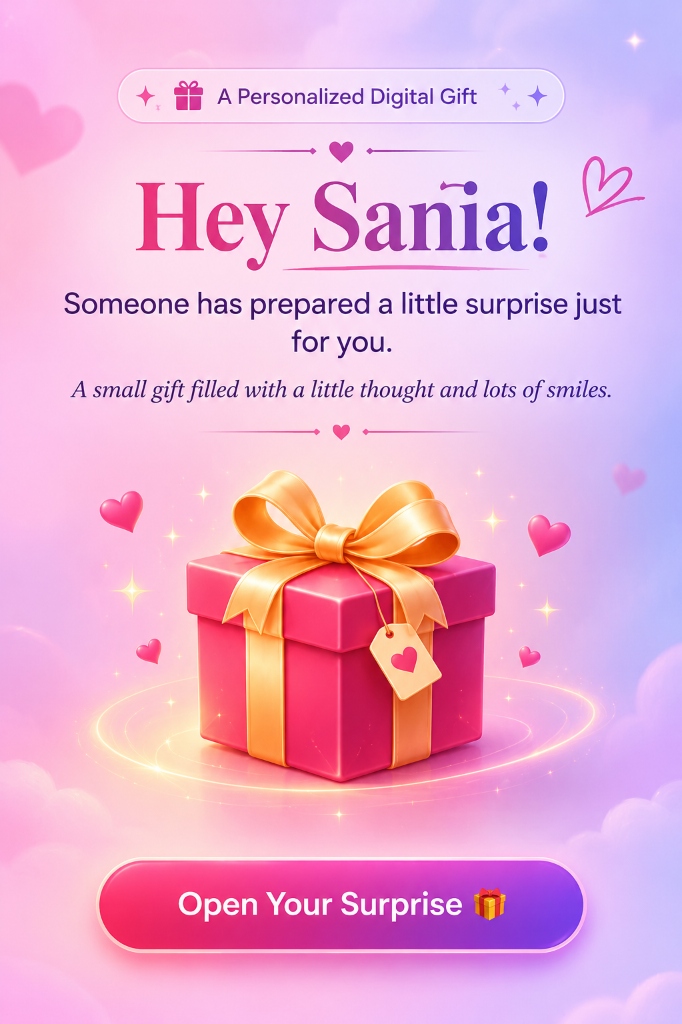 A Personalized Digital Gift
Hey Sania!
Someone has prepared a little surprise just
for you.
A small gift filled with a little thought and lots of smiles.
Open Your Surprise 🎁